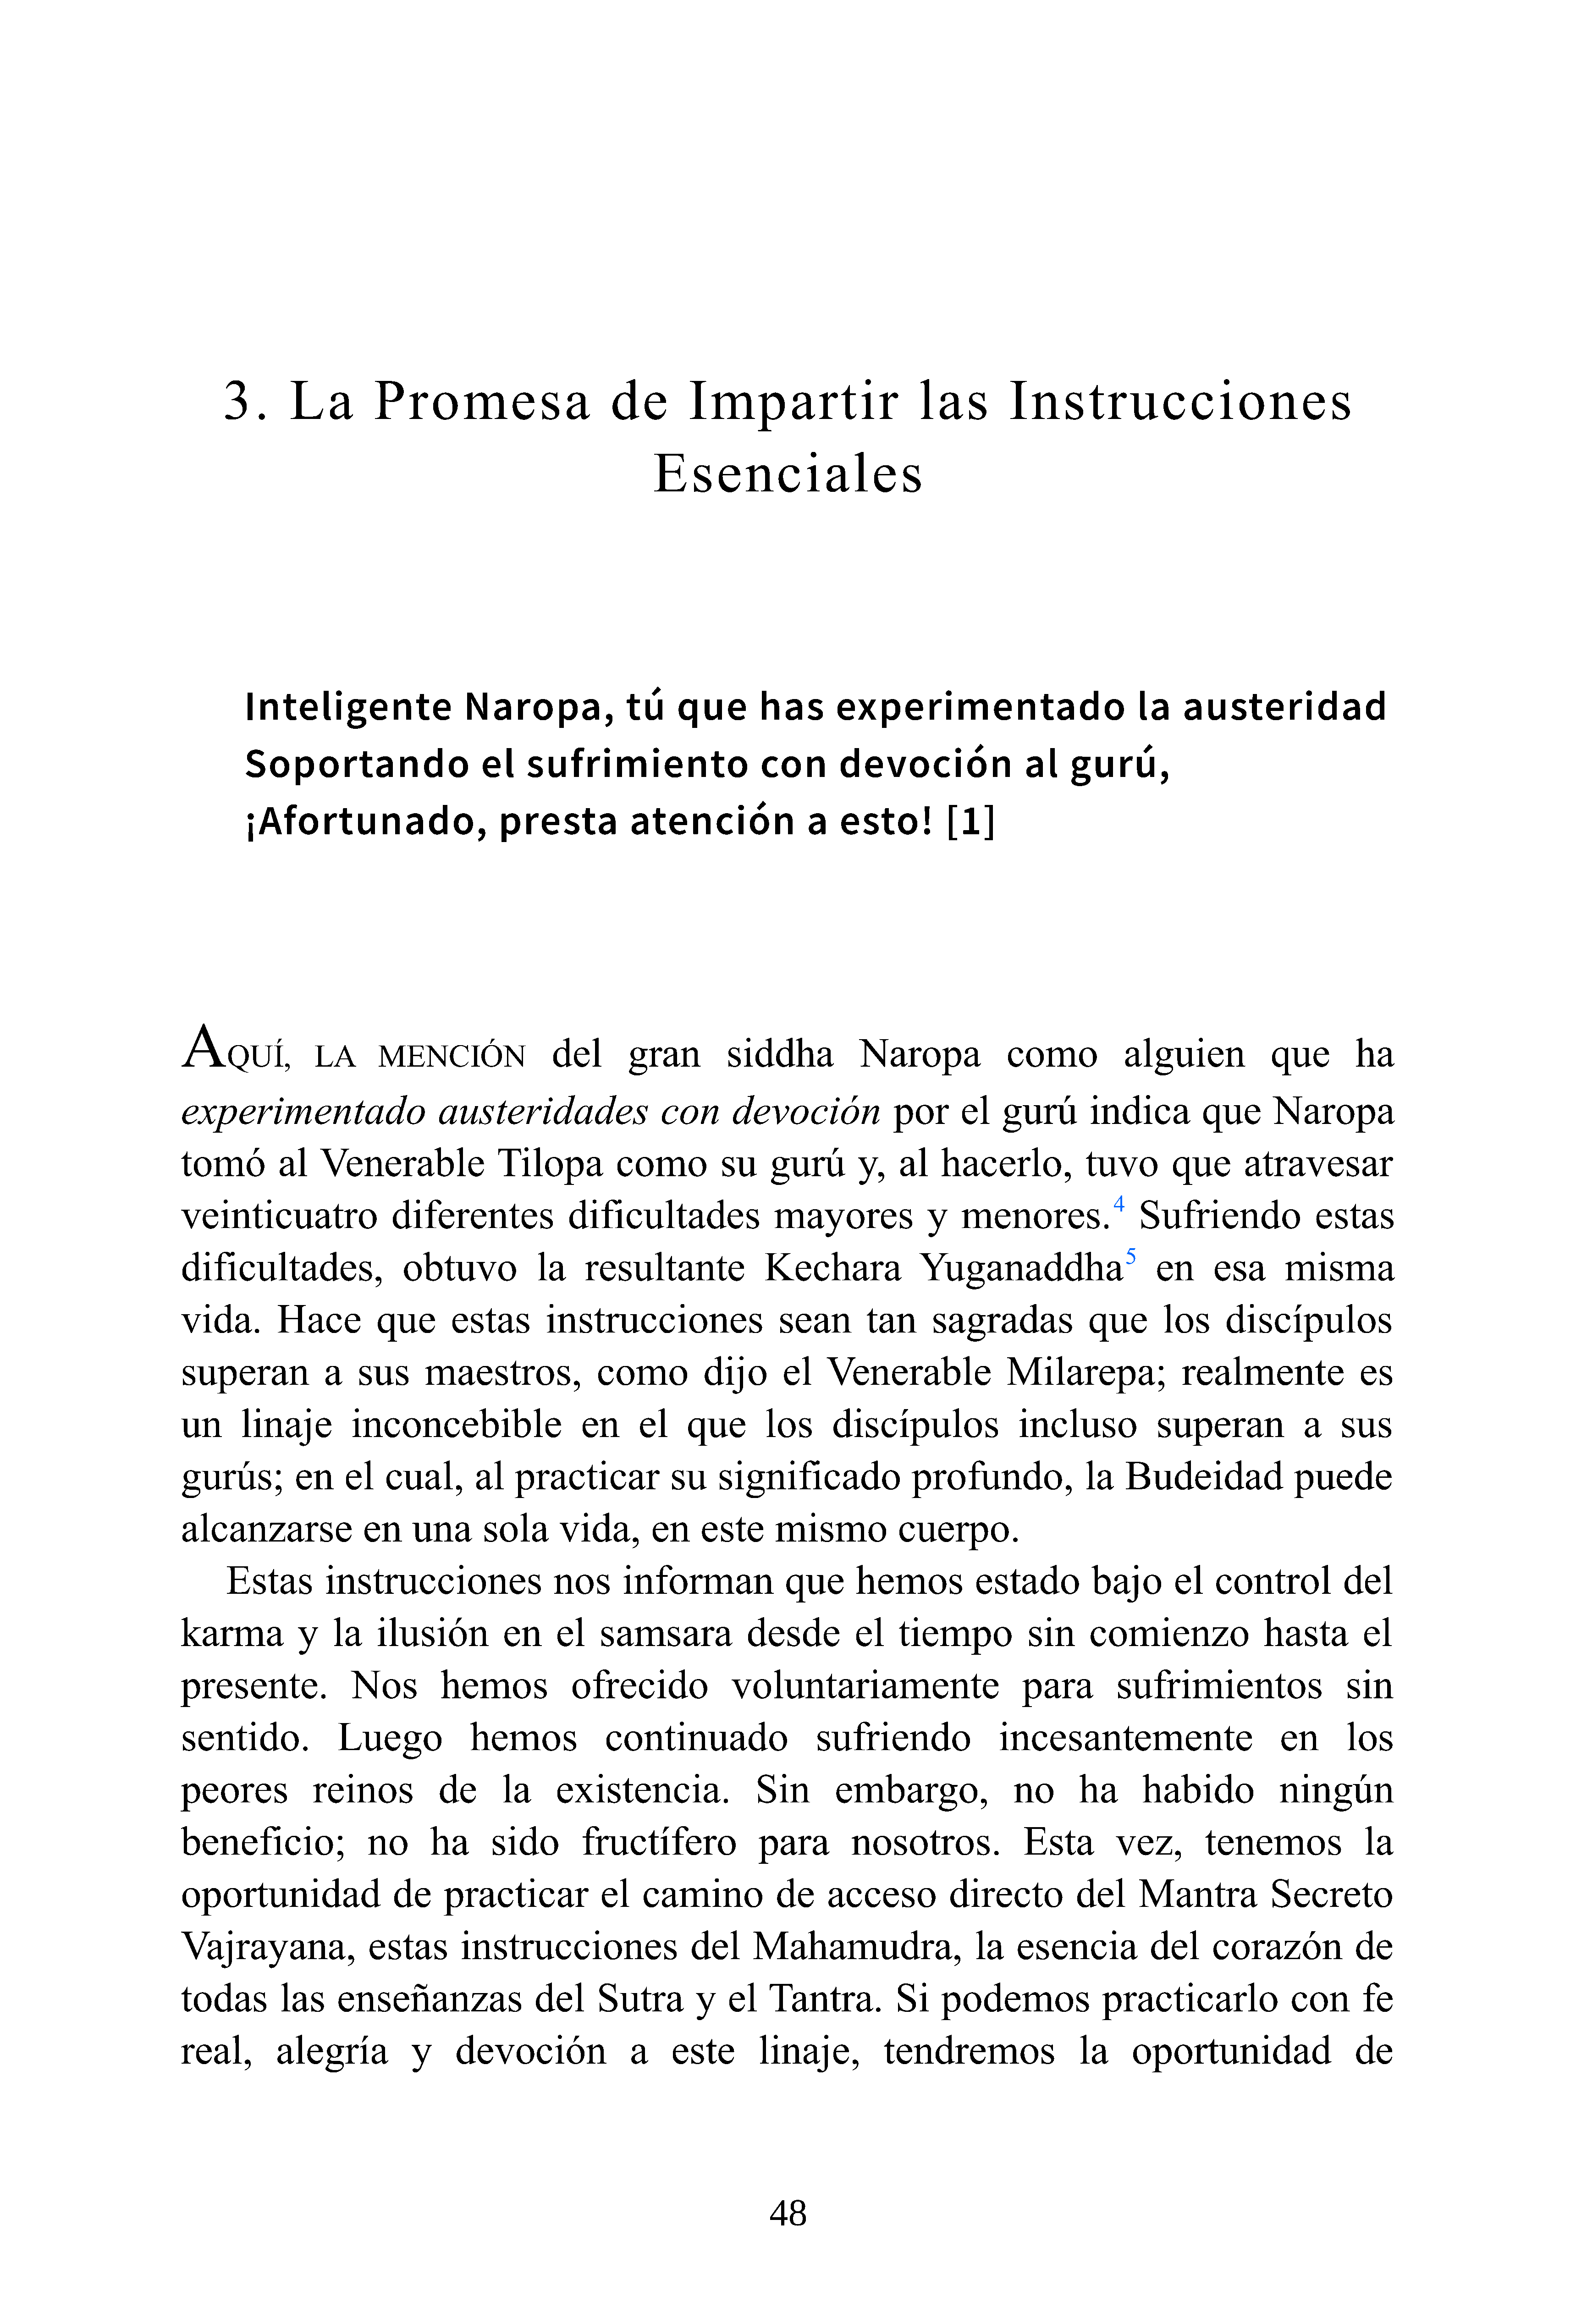 3. La Promesa de Impartir las Instrucciones
Esenciales
Inteligente Naropa, tú que has experimentado la austeridad
Soportando el sufrimiento con devoción al gurú,
¡Afortunado, presta atención a esto! [1]
AQUÍ, LA MENCIÓN del gran siddha Naropa como alguien que ha
experimentado austeridades con devoción por el gurú indica que Naropa
tomó al Venerable Tilopa como su gurú y, al hacerlo, tuvo que atravesar
veinticuatro diferentes dificultades mayores y menores.4 Sufriendo estas
dificultades, obtuvo la resultante Kechara Yuganaddha5 en esa misma
vida. Hace que estas instrucciones sean tan sagradas que los discípulos
superan a sus maestros, como dijo el Venerable Milarepa; realmente es
un linaje inconcebible en el que los discípulos incluso superan a sus
gurús; en el cual, al practicar su significado profundo, la Budeidad puede
alcanzarse en una sola vida, en este mismo cuerpo.
Estas instrucciones nos informan que hemos estado bajo el control del
karma y la ilusión en el samsara desde el tiempo sin comienzo hasta el
presente. Nos hemos ofrecido voluntariamente para sufrimientos sin
sentido. Luego hemos continuado sufriendo incesantemente en los
peores reinos de la existencia. Sin embargo, no ha habido ningún
beneficio; no ha sido fructífero para nosotros. Esta vez, tenemos la
oportunidad de practicar el camino de acceso directo del Mantra Secreto
Vajrayana, estas instrucciones del Mahamudra, la esencia del corazón de
todas las enseñanzas del Sutra y el Tantra. Si podemos practicarlo con fe
real, alegría y devoción a este linaje, tendremos la oportunidad de
48